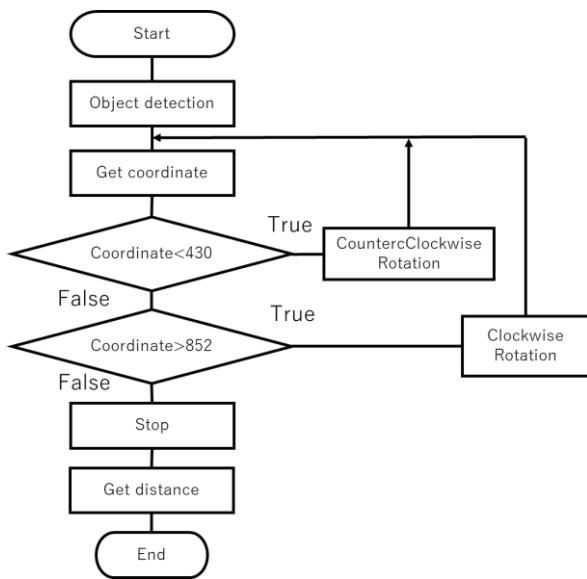 Start
Object detection
Get coordinate
True
Coordinate<430
CountercClockwise
Rotation
False
True
Coordinate>852
Clockwise
Rotation
False
Stop
Get distance
End